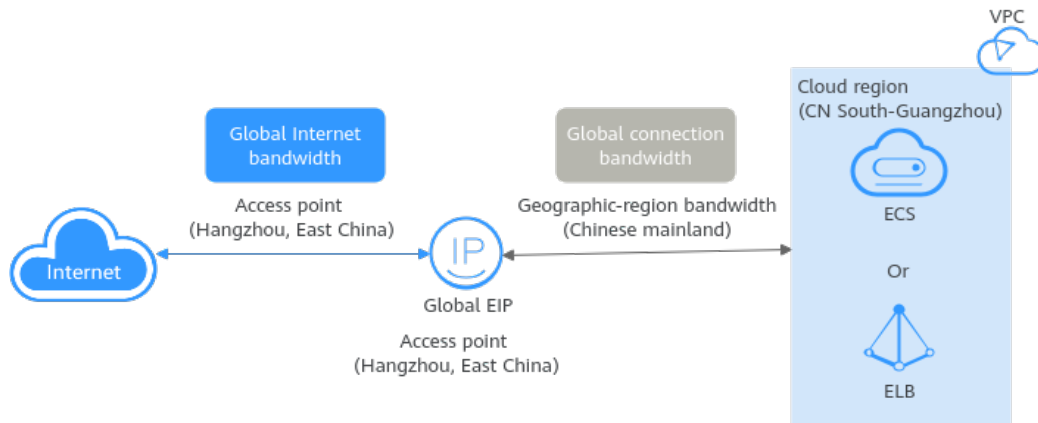 VPC
Cloud region
(CN South-Guangzhou)
Global Internet
bandwidth
Global connection
bandwidth
Access point
(Hangzhou, East China)
Geographic-region bandwidth
(Chinese mainland)
ECS
Internet
IP
Global EIP
Or
Access point
(Hangzhou, East China)
ELB